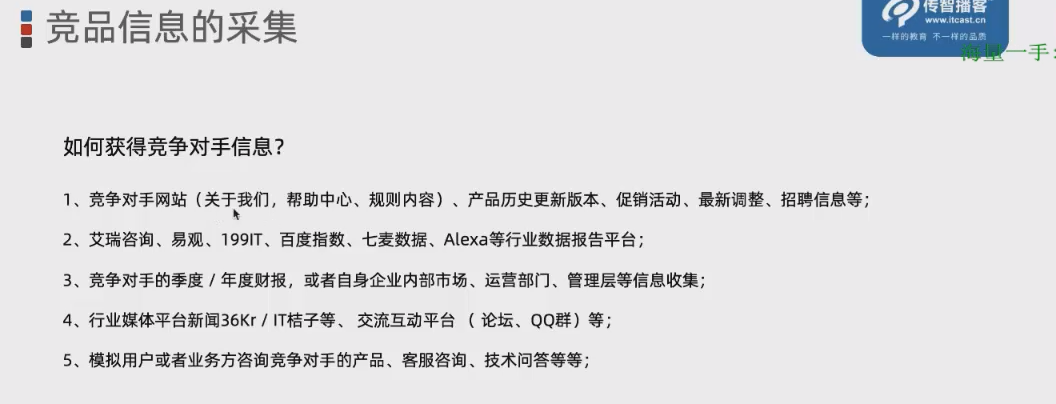 竞品信息的采集
传智播客
www.itcast.cn
一样的教育 不一样的品质
海量一手:
如何获得竞争对手信息?
1、竞争对手网站（关于我们，帮助中心、规则内容）、产品历史更新版本、促销活动、最新调整、招聘信息等；
2、艾瑞咨询、易观、199IT、百度指数、七麦数据、Alexa等行业数据报告平台；
3、竞争对手的季度 / 年度财报，或者自身企业内部市场、运营部门、管理层等信息收集；
4、行业媒体平台新闻36Kr / IT桔子等、 交流互动平台 （ 论坛、QQ群）等；
5、模拟用户或者业务方咨询竞争对手的产品、客服咨询、技术问答等等；